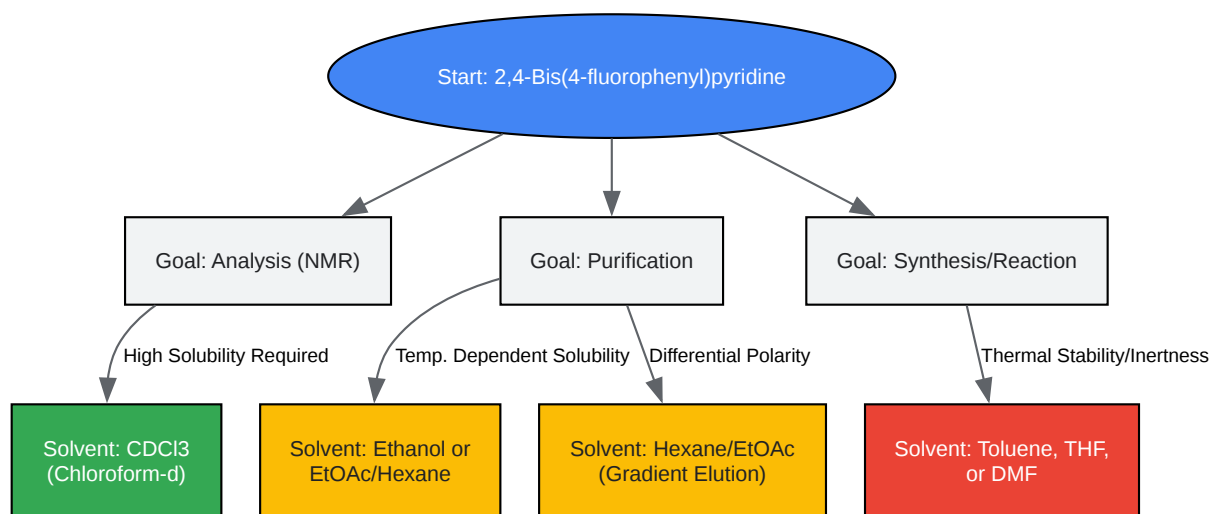 Start: 2,4-Bis(4-fluorophenyl)pyridine
Goal: Analysis (NMR)
Goal: Purification
Goal: Synthesis/Reaction
High Solubility Required
Temp. Dependent Solubility
Differential Polarity
Thermal Stability/Inertness
Solvent: CDCl3
(Chloroform-d)
Solvent: Ethanol or
EtOAc/Hexane
Solvent: Hexane/EtOAc
(Gradient Elution)
Solvent: Toluene, THF,
or DMF